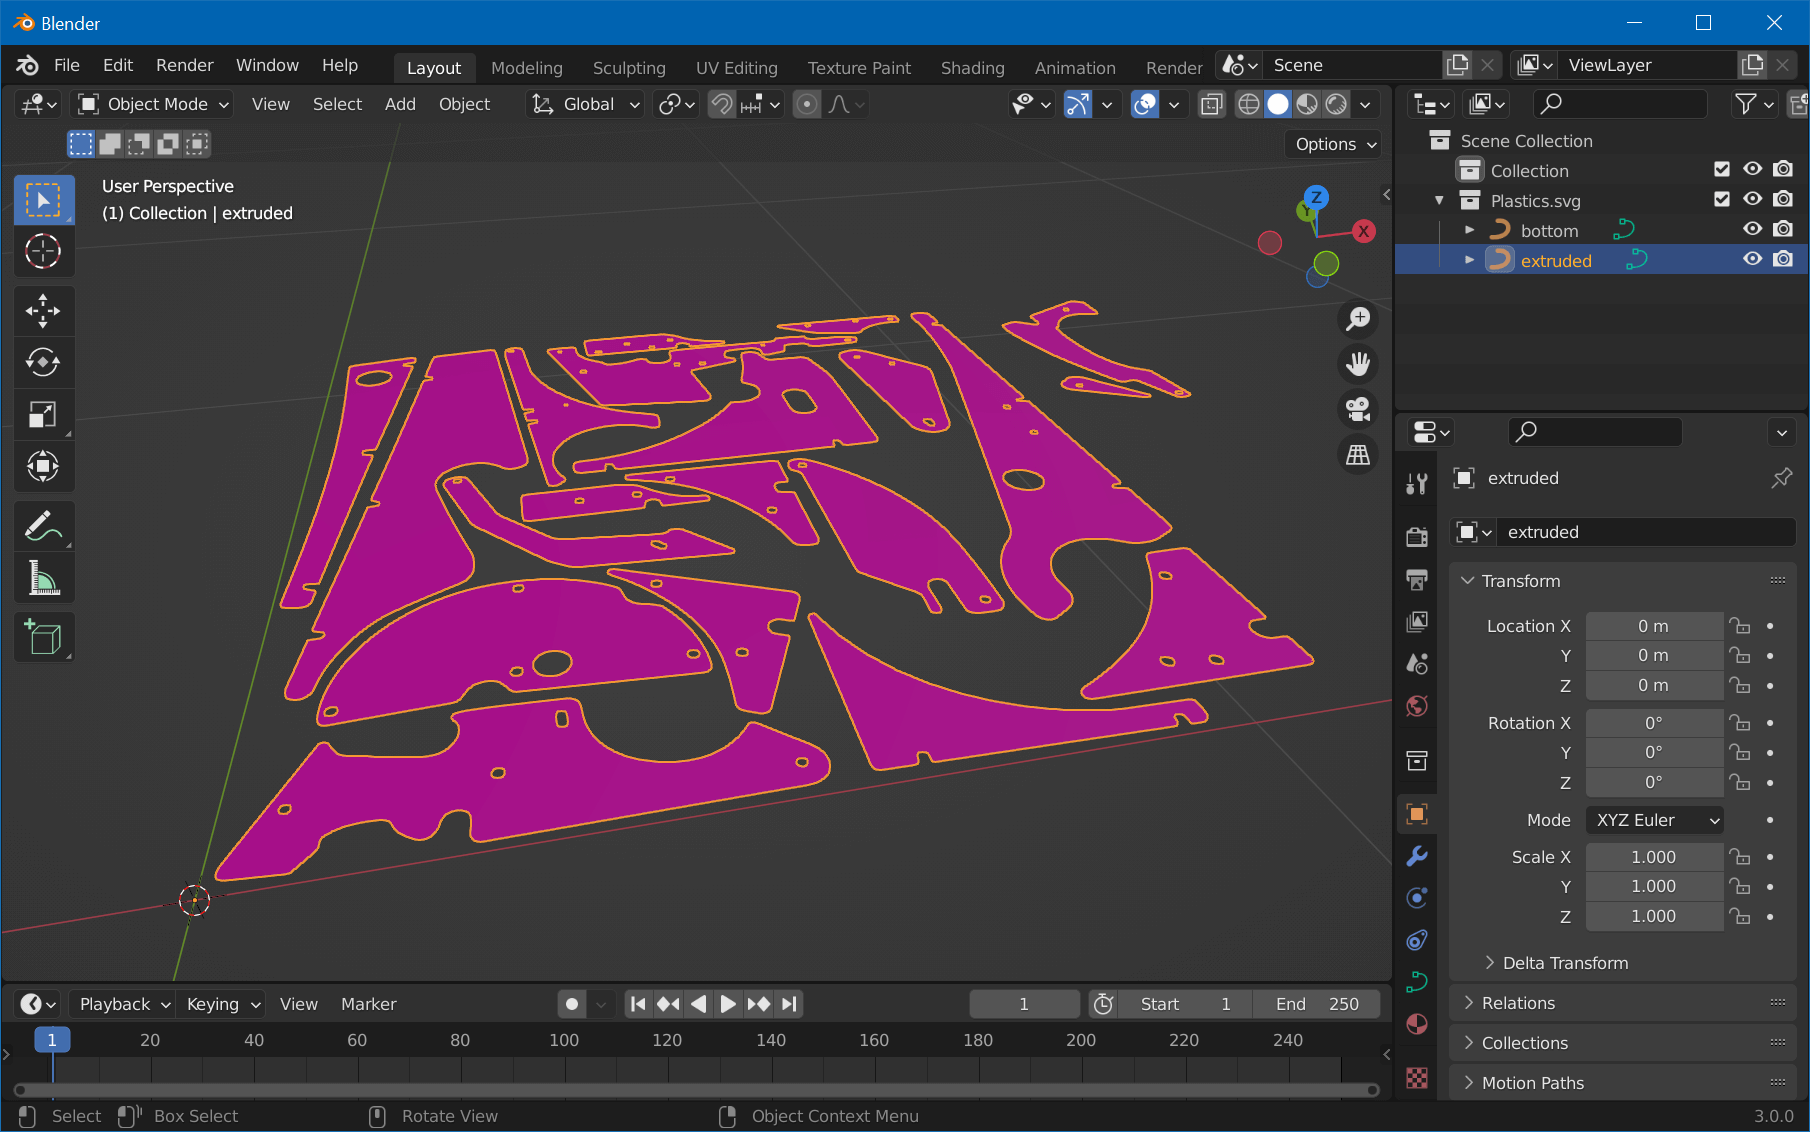 Blender
File Edit Render Window Help Layout Modeling Sculpting UV Editing Texture Paint Shading Animation Render Scene ViewLayer
Object Mode View Select Add Object Global
Options
User Perspective
(1) Collection | extruded
Z
Y
X
Scene Collection
Collection
Plastics.svg
bottom
extruded
extruded
extruded
Transform
Location X 0 m
Y 0 m
Z 0 m
Rotation X 0°
Y 0°
Z 0°
Mode XYZ Euler
Scale X 1.000
Y 1.000
Z 1.000
Delta Transform
Relations
Collections
Motion Paths
Playback Keying View Marker 1 Start 1 End 250
1 20 40 60 80 100 120 140 160 180 200 220 240
Select Box Select Rotate View Object Context Menu 3.0.0